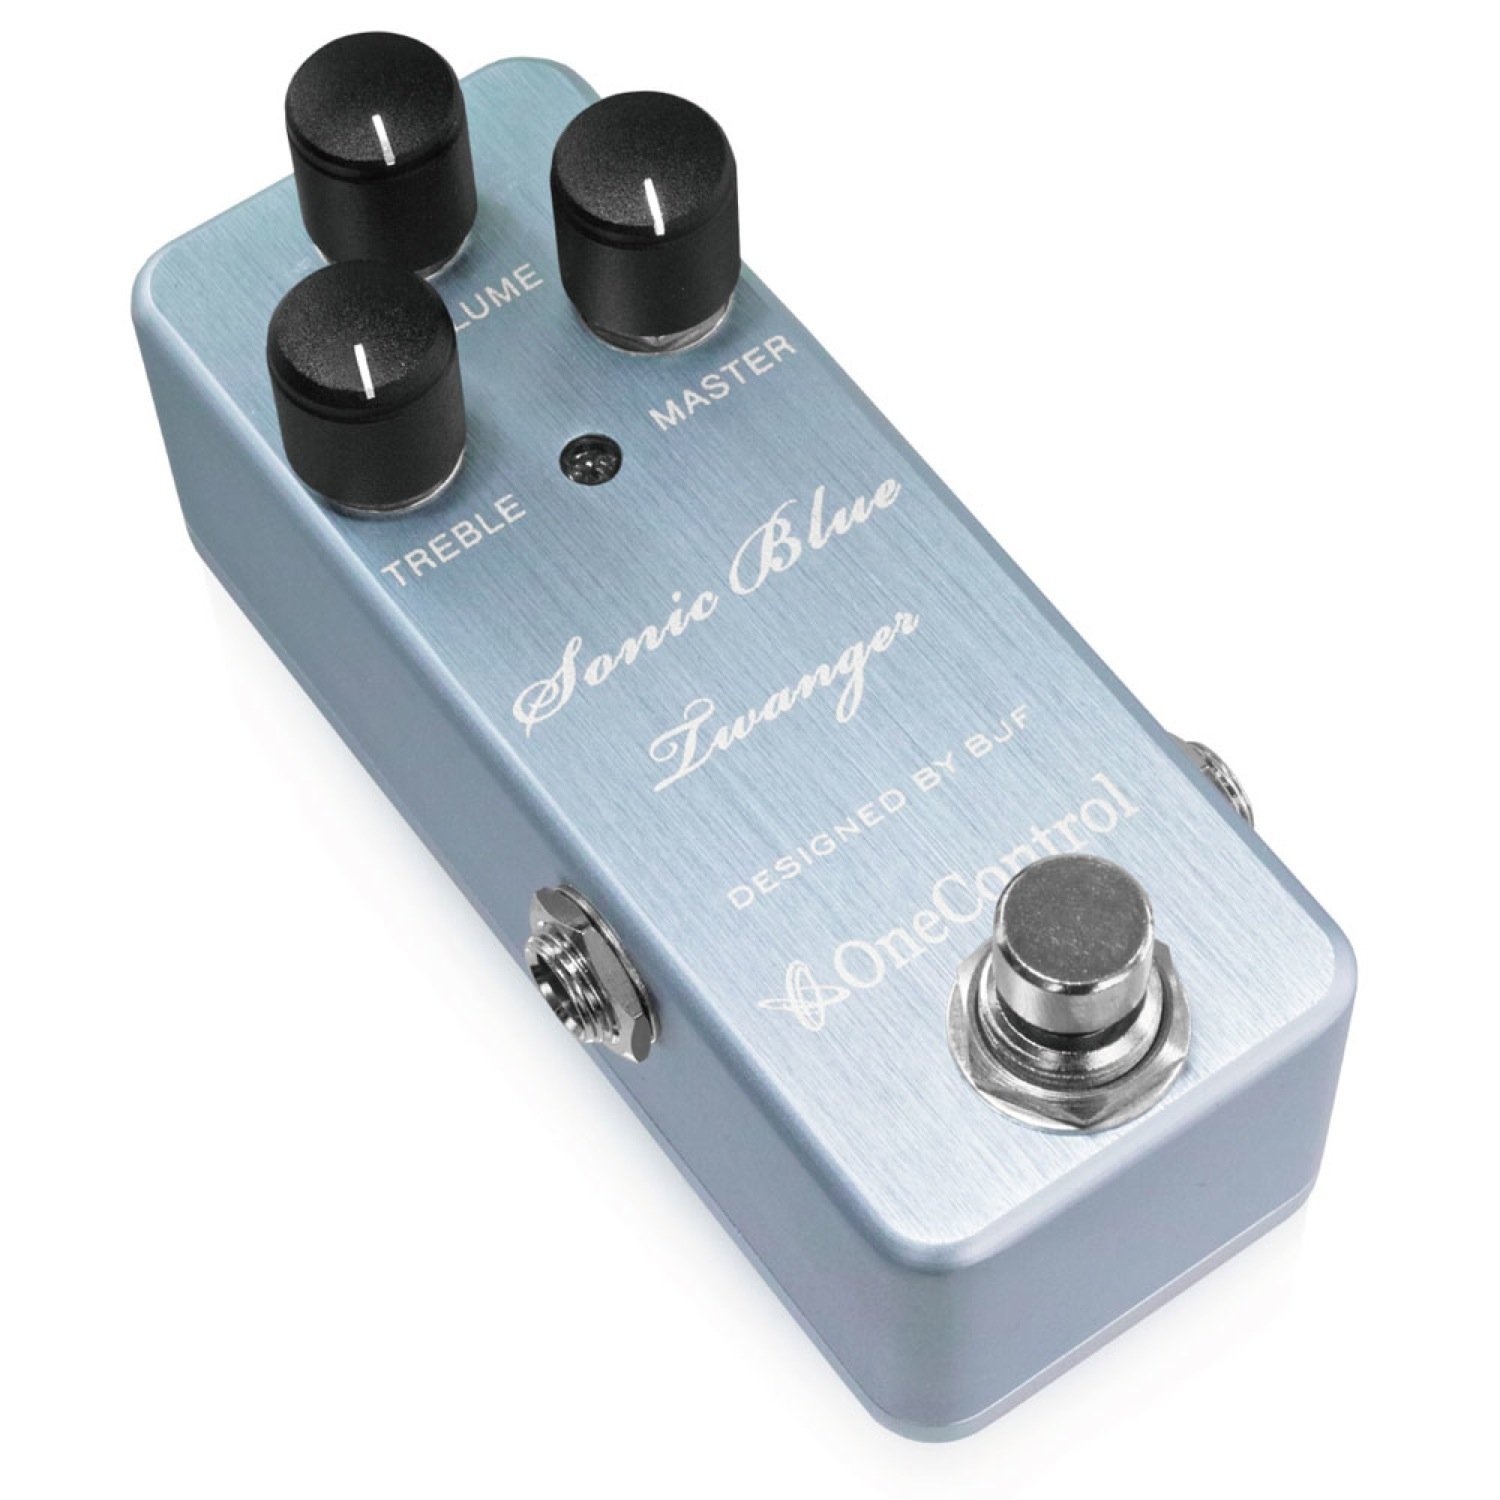 LUME
MASTER
TREBLE
Sonic Blue
Twanger
DESIGNED BY BJF
OneControl